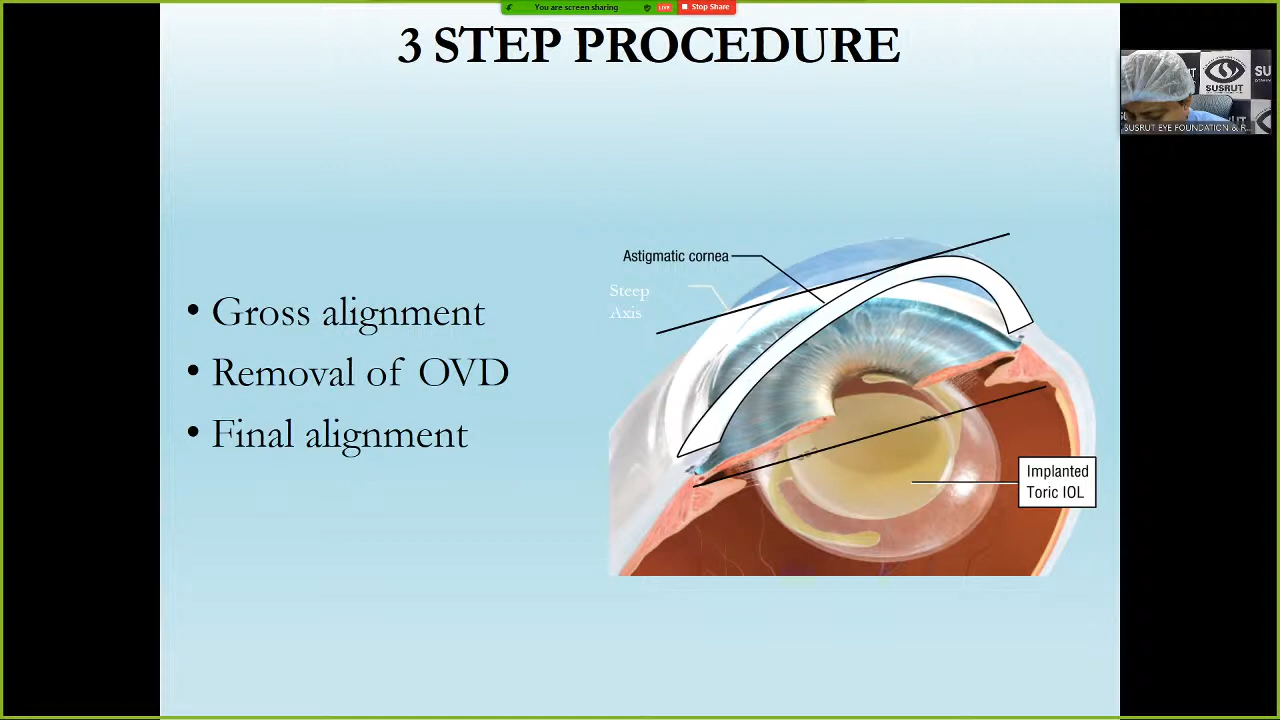 You are screen sharing
LIVE
Stop Share
3 STEP PROCEDURE
SUSRUT
SUSRUT EYE FOUNDATION & R...
Astigmatic cornea
Steep
Axis
• Gross alignment
• Removal of OVD
• Final alignment
Implanted
Toric IOL